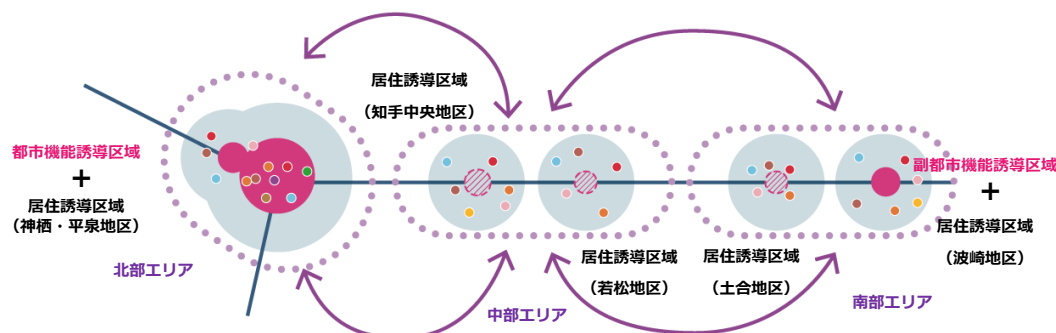 居住誘導区域
（知手中央地区）
都市機能誘導区域
+
居住誘導区域
（神栖・平泉地区）
北部エリア
中部エリア
居住誘導区域
（若松地区）
居住誘導区域
（土合地区）
副都市機能誘導区域
+
居住誘導区域
（波崎地区）
南部エリア